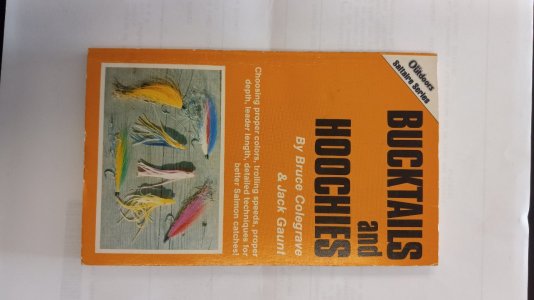 Outdoors
Saltaire Series
BUCKTAILS
and
HOOCHIES
By Bruce Colegrave
& Jack Gaunt
Choosing proper colors, trolling speeds, proper
depth, leader length, detailed techniques for
better Salmon catches!